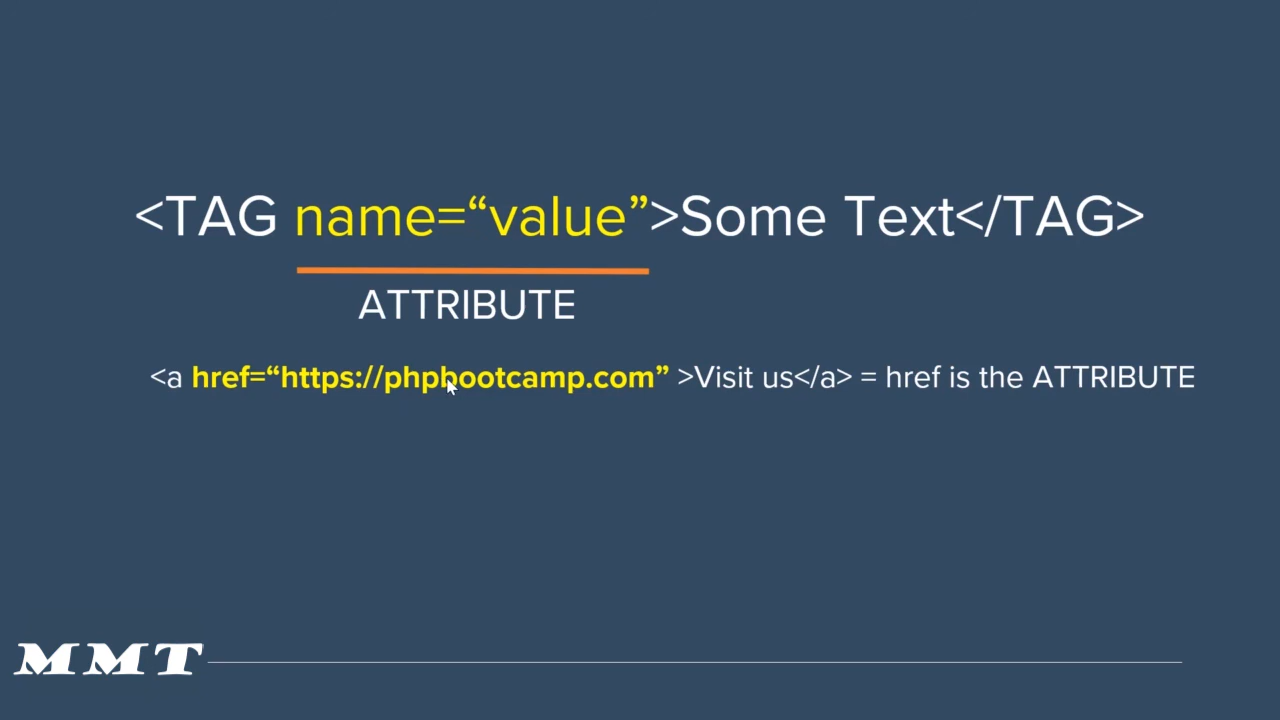 <TAG name=“value”>Some Text</TAG>
ATTRIBUTE
<a href=“https://phpbootcamp.com” >Visit us</a> = href is the ATTRIBUTE
MMT